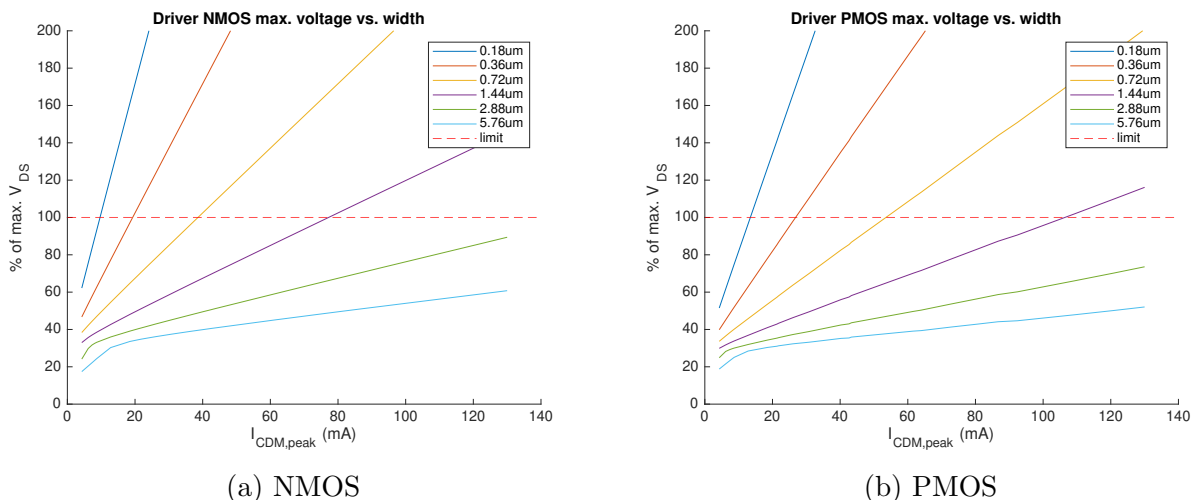 Driver NMOS max. voltage vs. width
200
180
160
140
120
100
80
60
40
20
0
% of max. V_DS
0 20 40 60 80 100 120 140
I_CDM,peak (mA)
0.18um
0.36um
0.72um
1.44um
2.88um
5.76um
limit
(a) NMOS
Driver PMOS max. voltage vs. width
200
180
160
140
120
100
80
60
40
20
0
% of max. V_DS
0 20 40 60 80 100 120 140
I_CDM,peak (mA)
0.18um
0.36um
0.72um
1.44um
2.88um
5.76um
limit
(b) PMOS